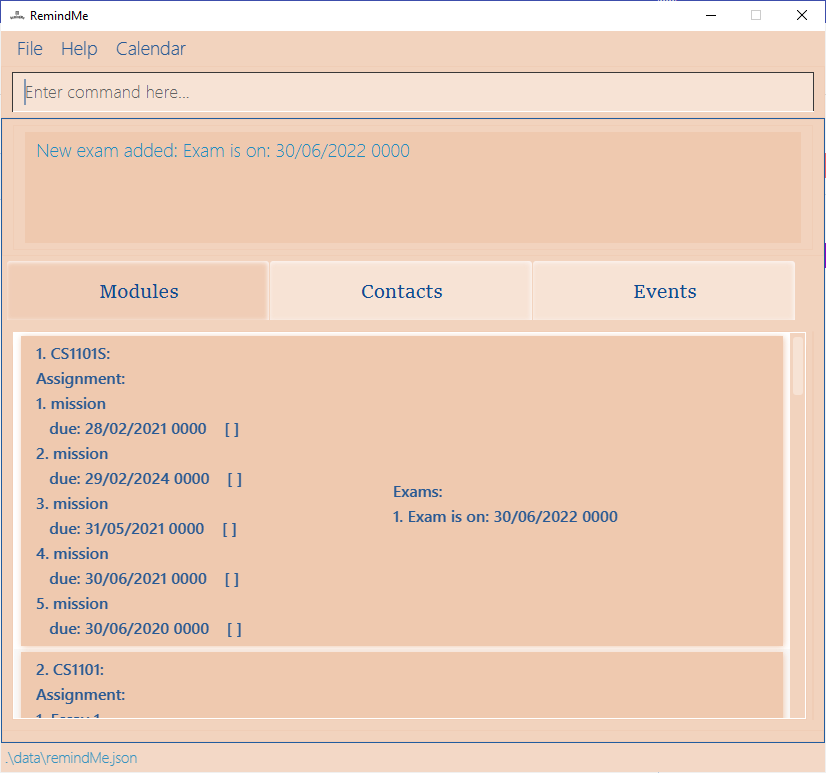 RemindMe
File Help Calendar
Enter command here...
New exam added: Exam is on: 30/06/2022 0000
Modules Contacts Events
1. CS1101S:
Assignment:
1. mission
due: 28/02/2021 0000 [ ]
2. mission
due: 29/02/2024 0000 [ ]
3. mission
due: 31/05/2021 0000 [ ]
4. mission
due: 30/06/2021 0000 [ ]
5. mission
due: 30/06/2020 0000 [ ]
Exams:
1. Exam is on: 30/06/2022 0000
2. CS1101:
Assignment:
1. Essay 1
.\data\remindMe.json